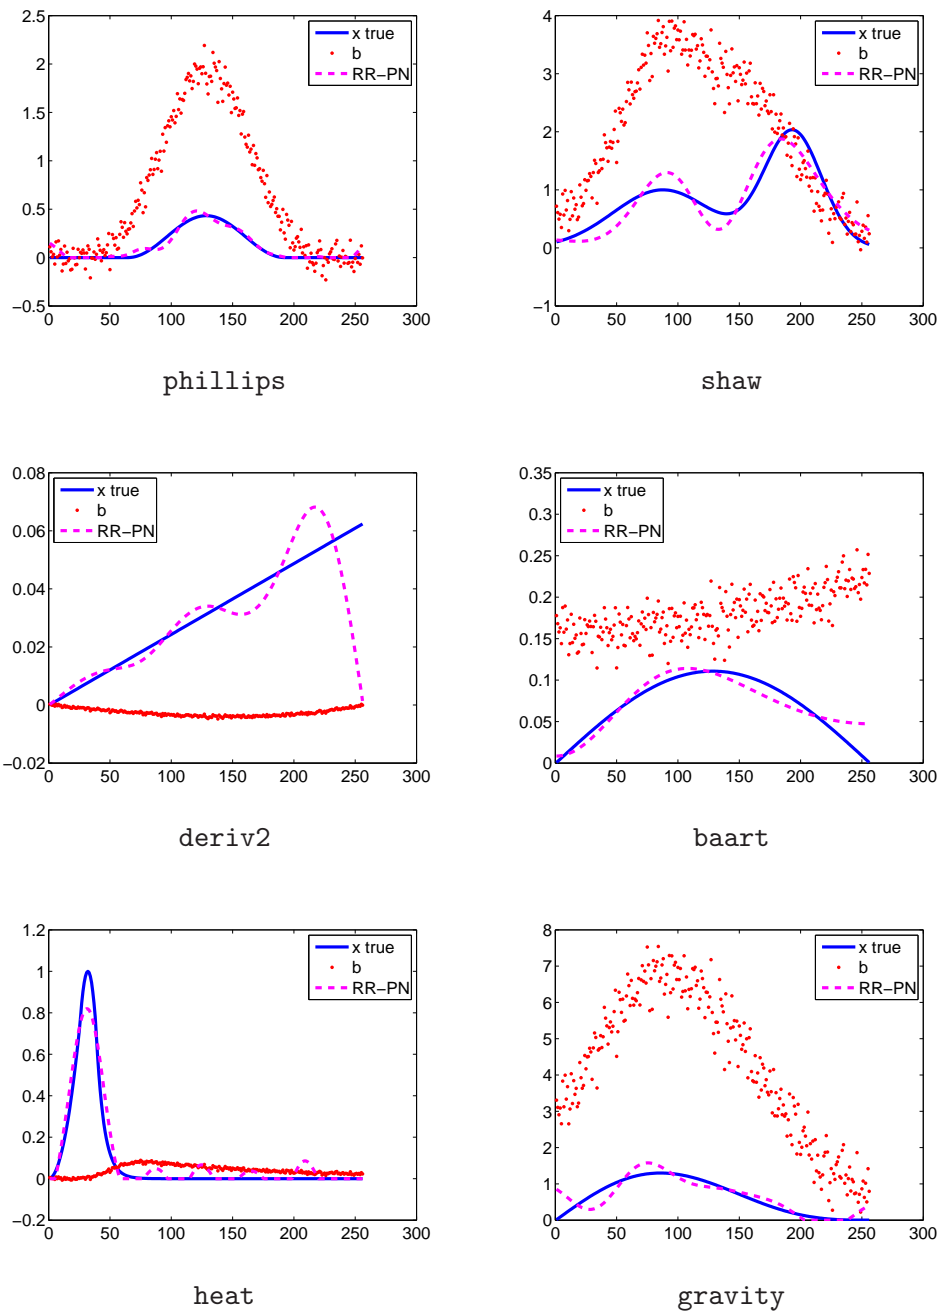 2.5
2
1.5
1
0.5
0
−0.5
0 50 100 150 200 250 300
x true
b
RR−PN
phillips
4
3
2
1
0
−1
0 50 100 150 200 250 300
x true
b
RR−PN
shaw
0.08
0.06
0.04
0.02
0
−0.02
0 50 100 150 200 250 300
x true
b
RR−PN
deriv2
0.35
0.3
0.25
0.2
0.15
0.1
0.05
0
0 50 100 150 200 250 300
x true
b
RR−PN
baart
1.2
1
0.8
0.6
0.4
0.2
0
−0.2
0 50 100 150 200 250 300
x true
b
RR−PN
heat
8
7
6
5
4
3
2
1
0
0 50 100 150 200 250 300
x true
b
RR−PN
gravity